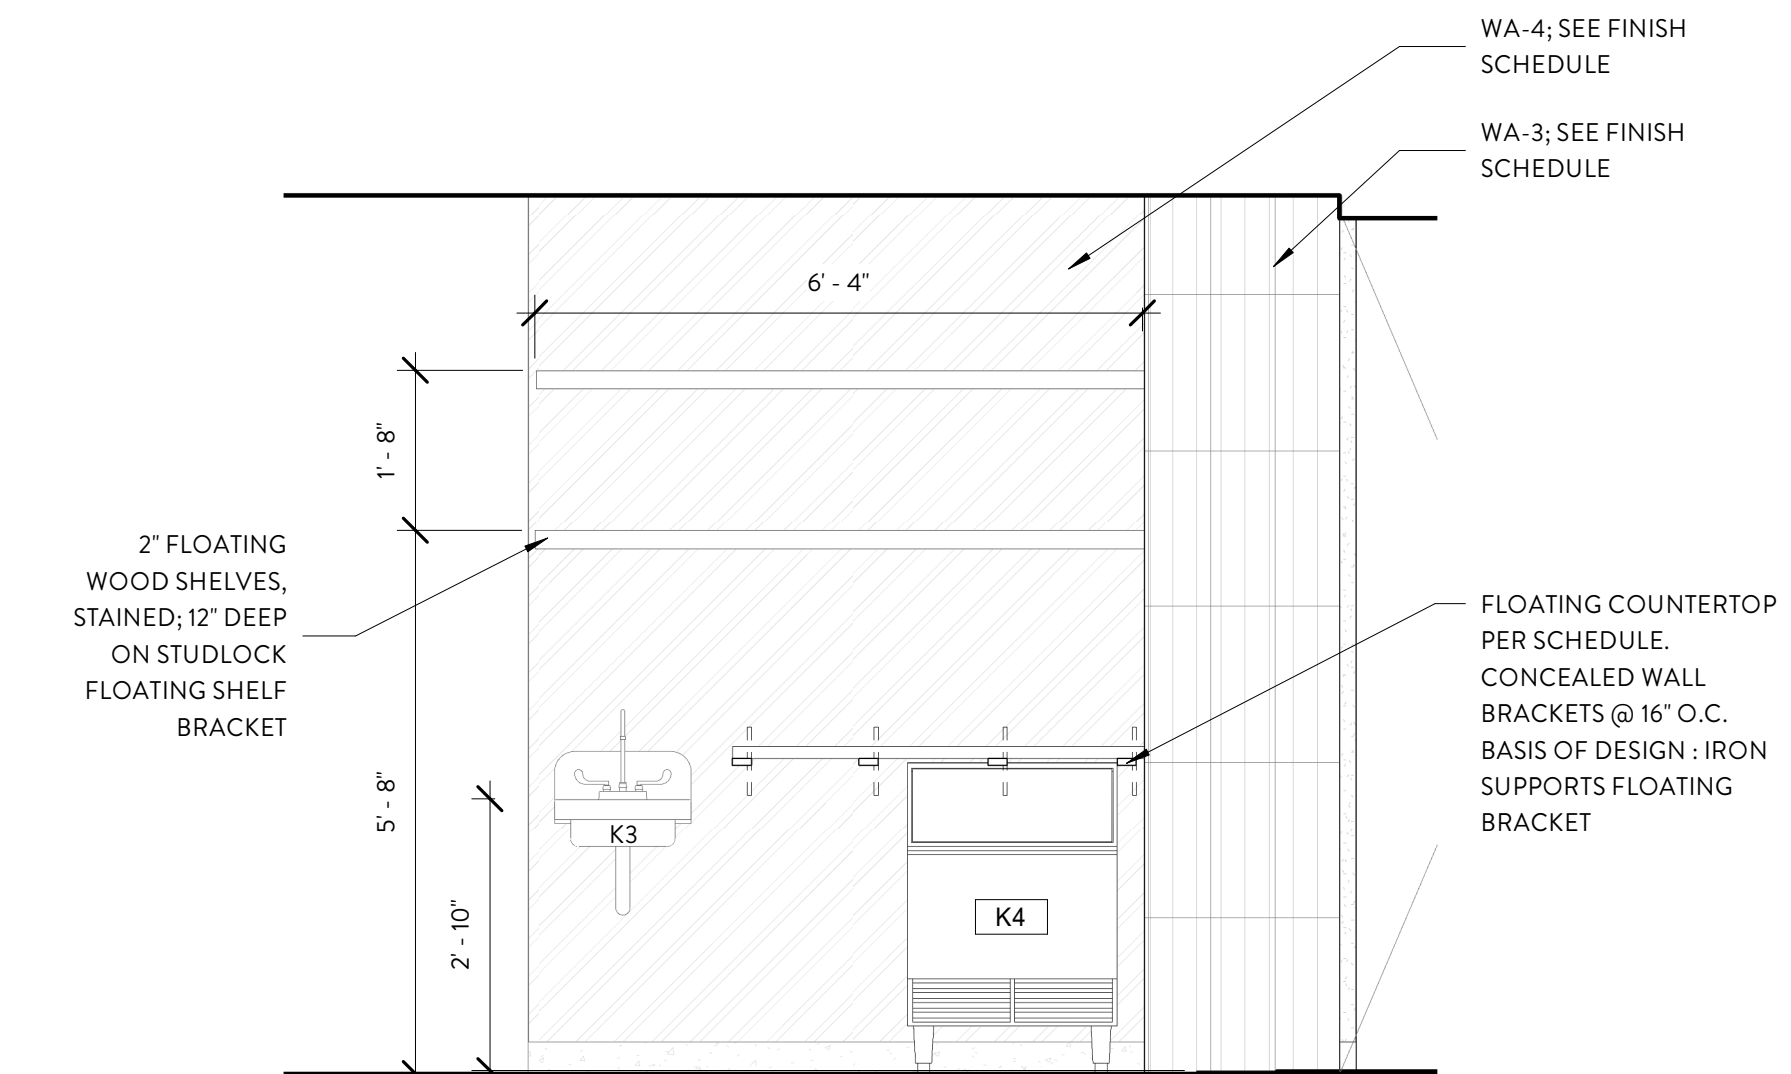 WA-4; SEE FINISH
SCHEDULE
WA-3; SEE FINISH
SCHEDULE
6' - 4"
1' - 8"
2" FLOATING
WOOD SHELVES,
STAINED; 12" DEEP
ON STUDLOCK
FLOATING SHELF
BRACKET
FLOATING COUNTERTOP
PER SCHEDULE.
CONCEALED WALL
BRACKETS @ 16" O.C.
BASIS OF DESIGN : IRON
SUPPORTS FLOATING
BRACKET
5' - 8"
K3
2' - 10"
K4